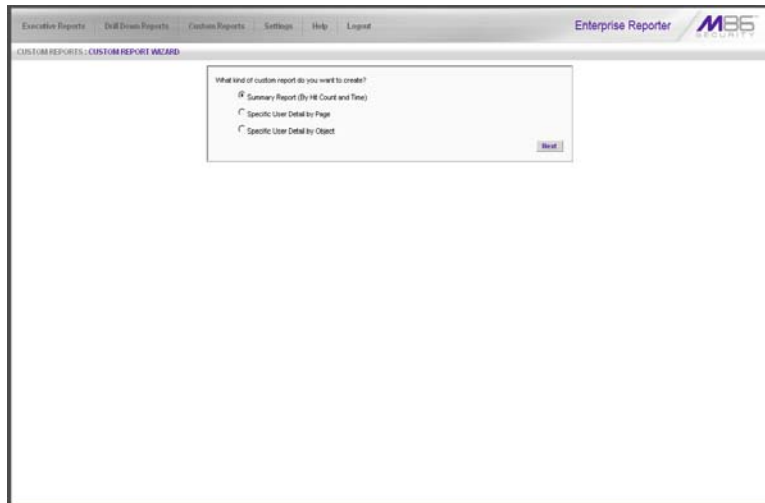 Executive Reports Drill Down Reports Custom Reports Settings Help Logout
Enterprise Reporter
M86 SECURITY
CUSTOM REPORTS : CUSTOM REPORT WIZARD
What kind of custom report do you want to create?
Summary Report (By Hit Count and Time)
Specific User Detail by Page
Specific User Detail by Object
Next